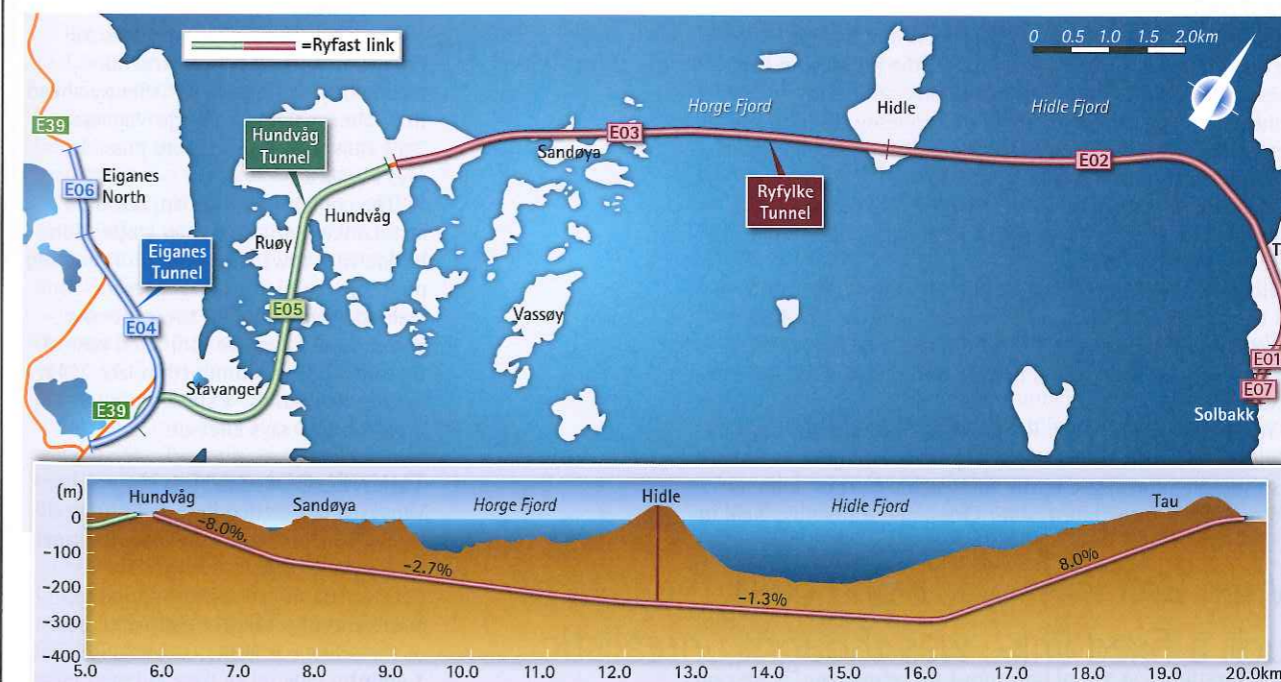 =Ryfast link
0 0.5 1.0 1.5 2.0km
Horge Fjord
Hidle
Hidle Fjord
E39
Hundvåg
Tunnel
E03
Sandøya
E02
E06
Eiganes
North
Ryfylke
Tunnel
Hundvåg
Eiganes
Tunnel
Ruøy
T
E05
Vassøy
E04
E01
Stavanger
E07
E39
Solbakk
(m)
Hundvåg
Sandøya
Horge Fjord
Hidle
Hidle Fjord
Tau
0
-100
-200
-300
-400
-8.0%
-2.7%
-1.3%
8.0%
5.0 6.0 7.0 8.0 9.0 10.0 11.0 12.0 13.0 14.0 15.0 16.0 17.0 18.0 19.0 20.0km